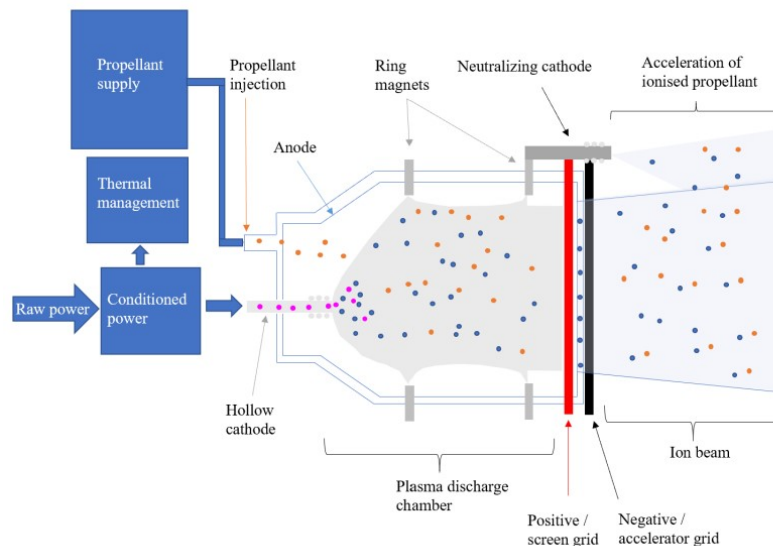 Propellant
supply
Propellant
injection
Ring
magnets
Neutralizing cathode
Acceleration of
ionised propellant
Anode
Thermal
management
Raw power
Conditioned
power
Hollow
cathode
Plasma discharge
chamber
Ion beam
Positive /
screen grid
Negative /
accelerator grid